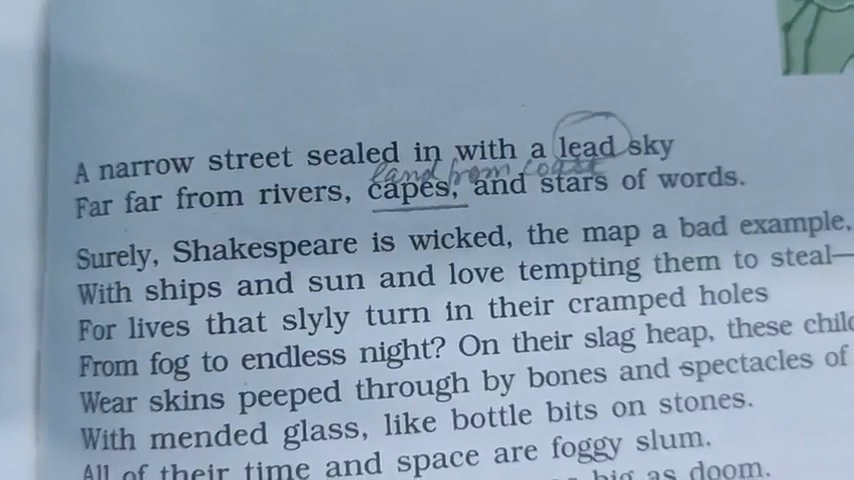 A narrow street sealed in with a lead sky
land from coast
Far far from rivers, capes, and stars of words.
Surely, Shakespeare is wicked, the map a bad example,
With ships and sun and love tempting them to steal—
For lives that slyly turn in their cramped holes
From fog to endless night? On their slag heap, these
Wear skins peeped through by bones and spectacles of
With mended glass, like bottle bits on stones.
All of their time and space are foggy slum.
big as doom.